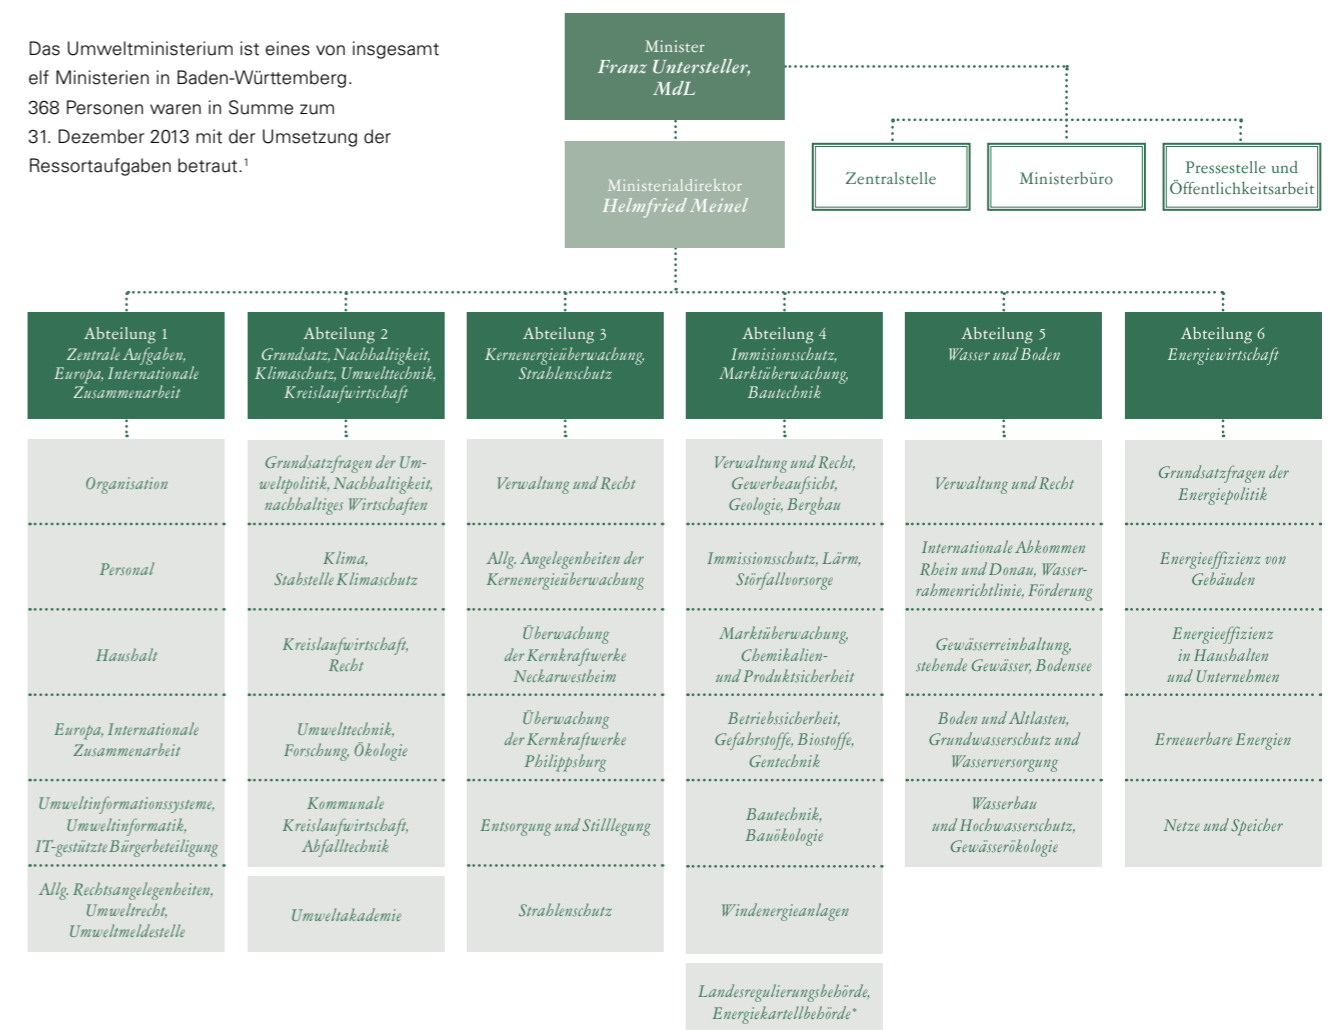 Das Umweltministerium ist eines von insgesamt
elf Ministerien in Baden-Württemberg.
368 Personen waren in Summe zum
31. Dezember 2013 mit der Umsetzung der
Ressortaufgaben betraut.¹
Minister
Franz Untersteller,
MdL
Ministerialdirektor
Helmfried Meinel
Zentralstelle
Ministerbüro
Pressestelle und
Öffentlichkeitsarbeit
Abteilung 1
Zentrale Aufgaben,
Europa, Internationale
Zusammenarbeit
Organisation
Personal
Haushalt
Europa, Internationale
Zusammenarbeit
Umweltinformationssysteme,
Umweltinformatik,
IT-gestützte Bürgerbeteiligung
Allg. Rechtsangelegenheiten,
Umweltrecht,
Umweltmeldestelle
Abteilung 2
Grundsatz, Nachhaltigkeit,
Klimaschutz, Umwelttechnik,
Kreislaufwirtschaft
Grundsatzfragen der Um-
weltpolitik, Nachhaltigkeit,
nachhaltiges Wirtschaften
Klima,
Stabstelle Klimaschutz
Kreislaufwirtschaft,
Recht
Umwelttechnik,
Forschung, Ökologie
Kommunale
Kreislaufwirtschaft,
Abfalltechnik
Umweltakademie
Abteilung 3
Kernenergieüberwachung,
Strahlenschutz
Verwaltung und Recht
Allg. Angelegenheiten der
Kernenergieüberwachung
Überwachung
der Kernkraftwerke
Neckarwestheim
Überwachung
der Kernkraftwerke
Philippsburg
Entsorgung und Stilllegung
Strahlenschutz
Abteilung 4
Immisionsschutz,
Marktüberwachung,
Bautechnik
Verwaltung und Recht,
Gewerbeaufsicht,
Geologie, Bergbau
Immissionsschutz, Lärm,
Störfallvorsorge
Marktüberwachung,
Chemikalien-
und Produktsicherheit
Betriebssicherheit,
Gefahrstoffe, Biostoffe,
Gentechnik
Bautechnik,
Bauökologie
Windenergieanlagen
Landesregulierungsbehörde,
Energiekartellbehörde*
Abteilung 5
Wasser und Boden
Verwaltung und Recht
Internationale Abkommen
Rhein und Donau, Wasser-
rahmenrichtlinie, Förderung
Gewässerreinhaltung,
stehende Gewässer, Bodensee
Boden und Altlasten,
Grundwasserschutz und
Wasserversorgung
Wasserbau
und Hochwasserschutz,
Gewässerökologie
Abteilung 6
Energiewirtschaft
Grundsatzfragen der
Energiepolitik
Energieeffizienz von
Gebäuden
Energieeffizienz
in Haushalten
und Unternehmen
Erneuerbare Energien
Netze und Speicher